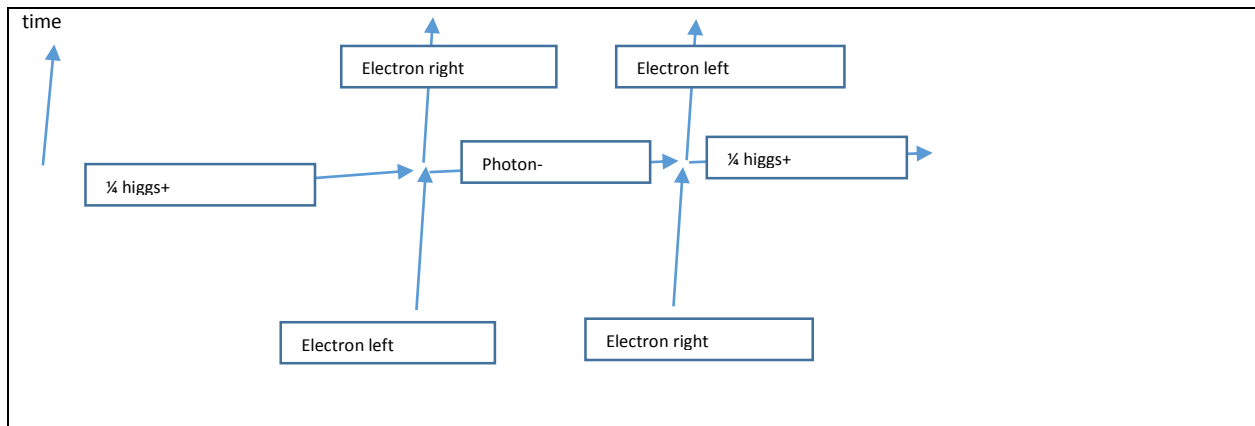 time
Electron right
Electron left
Photon-
¼ higgs+
¼ higgs+
Electron left
Electron right